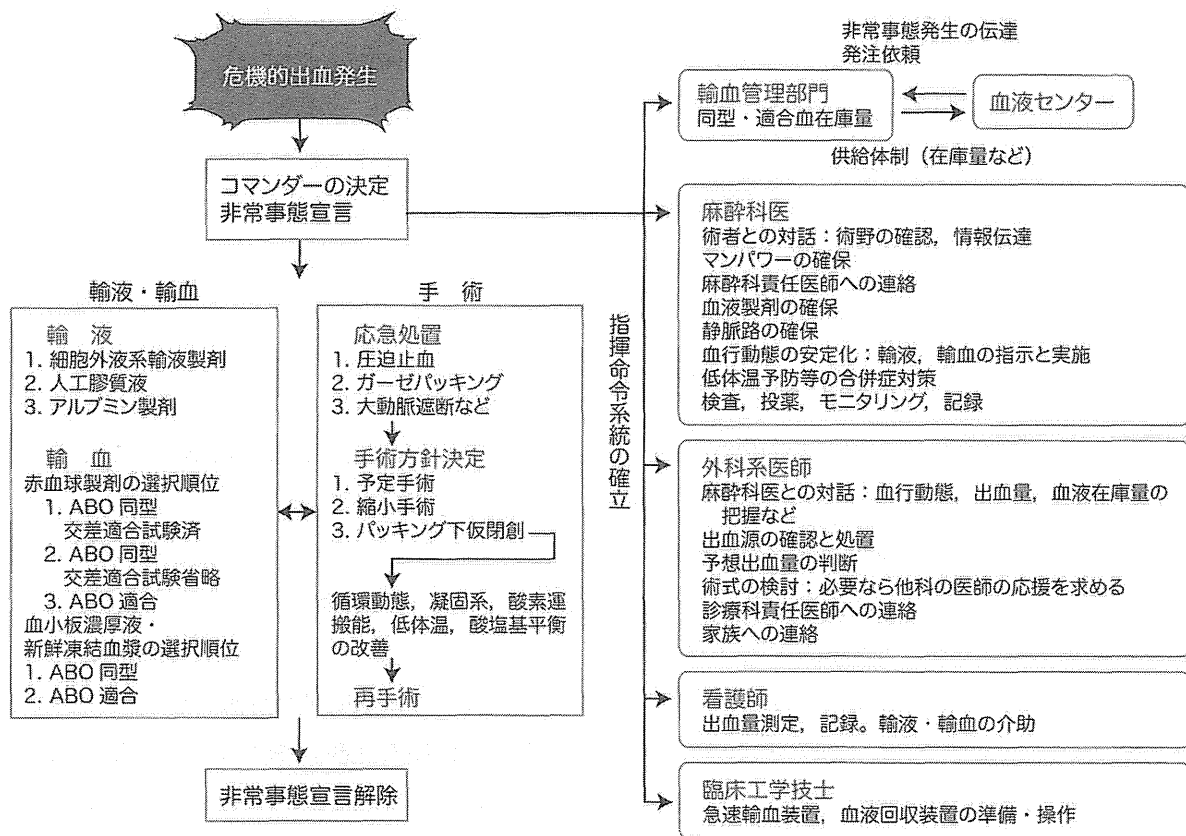 危機的出血発生
コマンダーの決定
非常事態宣言
輸液・輸血
輸 液
1. 細胞外液系輸液製剤
2. 人工膠質液
3. アルブミン製剤
輸 血
赤血球製剤の選択順位
1. ABO 同型
交差適合試験済
2. ABO 同型
交差適合試験省略
3. ABO 適合
血小板濃厚液・
新鮮凍結血漿の選択順位
1. ABO 同型
2. ABO 適合
手 術
応急処置
1. 圧迫止血
2. ガーゼパッキング
3. 大動脈遮断など
手術方針決定
1. 予定手術
2. 縮小手術
3. パッキング下仮閉創
循環動態，凝固系，酸素運
搬能，低体温，酸塩基平衡
の改善
再手術
非常事態宣言解除
指揮命令系統の確立
非常事態発生の伝達
発注依頼
輸血管理部門
同型・適合血在庫量
血液センター
供給体制（在庫量など）
麻酔科医
術者との対話：術野の確認，情報伝達
マンパワーの確保
麻酔科責任医師への連絡
血液製剤の確保
静脈路の確保
血行動態の安定化：輸液，輸血の指示と実施
低体温予防等の合併症対策
検査，投薬，モニタリング，記録
外科系医師
麻酔科医との対話：血行動態，出血量，血液在庫量の
把握など
出血源の確認と処置
予想出血量の判断
術式の検討：必要なら他科の医師の応援を求める
診療科責任医師への連絡
家族への連絡
看護師
出血量測定，記録。輸液・輸血の介助
臨床工学技士
急速輸血装置，血液回収装置の準備・操作